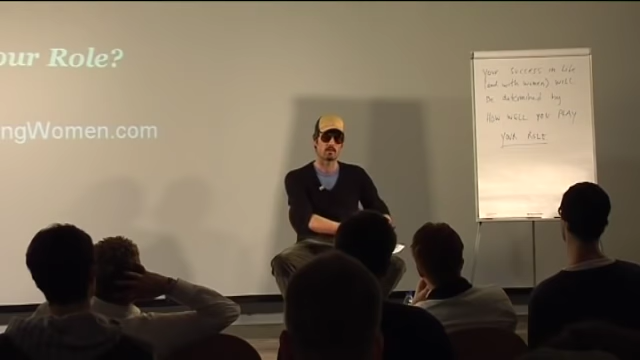 our Role?
ngWomen.com
YOUR SUCCESS IN LIFE
(and with women) WILL
BE DETERMINED BY
HOW WELL YOU PLAY
YOUR ROLE